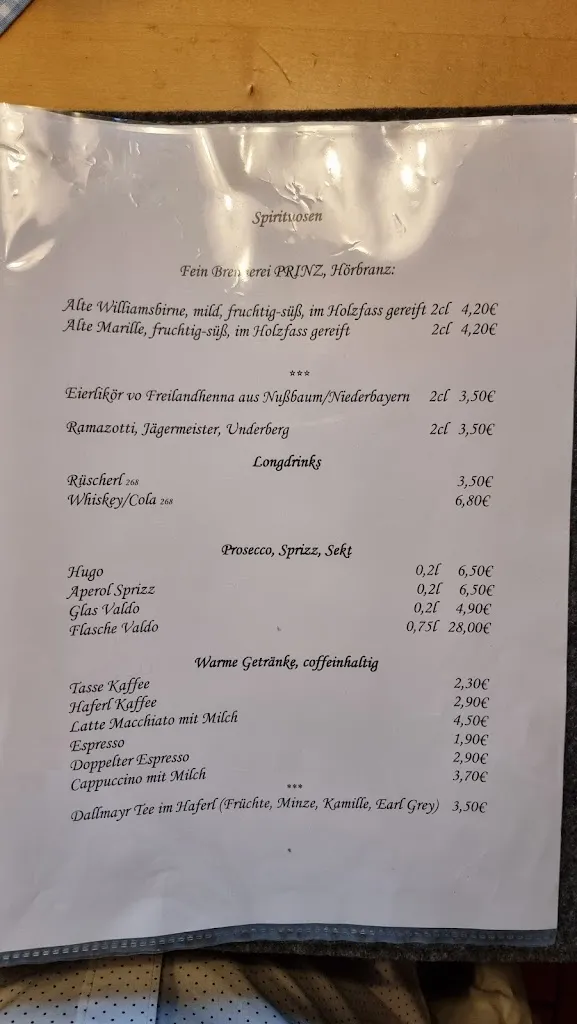 Spirituosen
Fein Brennerei PRINZ, Hörbranz:
Alte Williamsbirne, mild, fruchtig-süß, im Holzfass gereift 2cl 4,20€
Alte Marille, fruchtig-süß, im Holzfass gereift 2cl 4,20€
***
Eierlikör vo Freilandhenna aus Nußbaum/Niederbayern 2cl 3,50€
Ramazotti, Jägermeister, Underberg 2cl 3,50€
Longdrinks
Rüscherl 268 3,50€
Whiskey/Cola 268 6,80€
Prosecco, Sprizz, Sekt
Hugo 0,2l 6,50€
Aperol Sprizz 0,2l 6,50€
Glas Valdo 0,2l 4,90€
Flasche Valdo 0,75l 28,00€
Warme Getränke, coffeinhaltig
Tasse Kaffee 2,30€
Haferl Kaffee 2,90€
Latte Macchiato mit Milch 4,50€
Espresso 1,90€
Doppelter Espresso 2,90€
Cappuccino mit Milch 3,70€
***
Dallmayr Tee im Haferl (Früchte, Minze, Kamille, Earl Grey) 3,50€